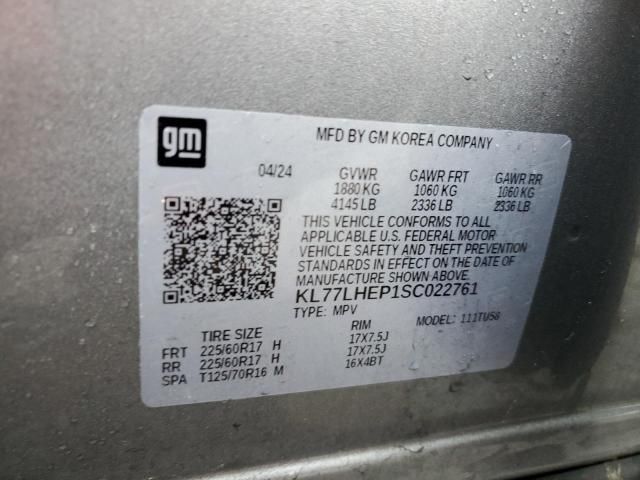 gm
MFD BY GM KOREA COMPANY
04/24 GVWR GAWR FRT GAWR RR
1880 KG 1060 KG 1060 KG
4145 LB 2336 LB 2336 LB
THIS VEHICLE CONFORMS TO ALL
APPLICABLE U.S. FEDERAL MOTOR
VEHICLE SAFETY AND THEFT PREVENTION
STANDARDS IN EFFECT ON THE DATE OF
MANUFACTURE SHOWN ABOVE.
KL77LHEP1SC022761
TYPE: MPV MODEL: 111TU58
TIRE SIZE RIM
FRT 225/60R17 H 17X7.5J
RR 225/60R17 H 17X7.5J
SPA T125/70R16 M 16X4BT